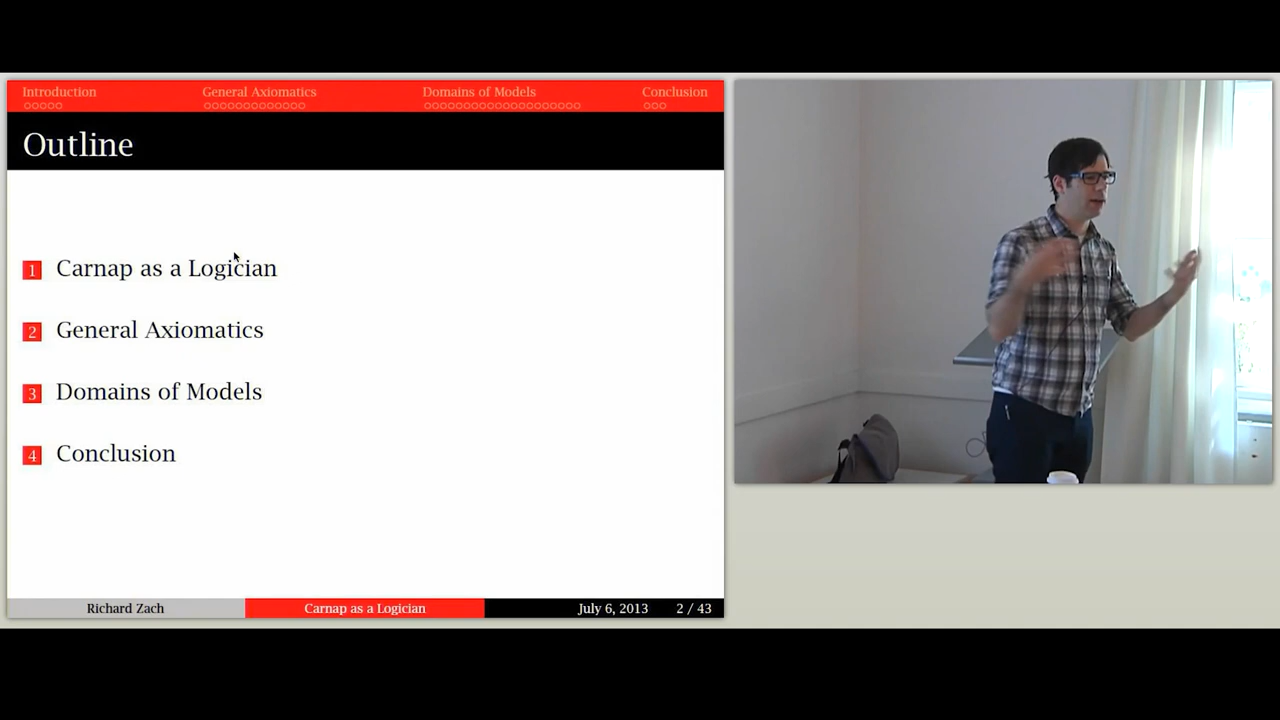 Introduction General Axiomatics Domains of Models Conclusion
Outline
1 Carnap as a Logician
2 General Axiomatics
3 Domains of Models
4 Conclusion
Richard Zach Carnap as a Logician July 6, 2013 2 / 43